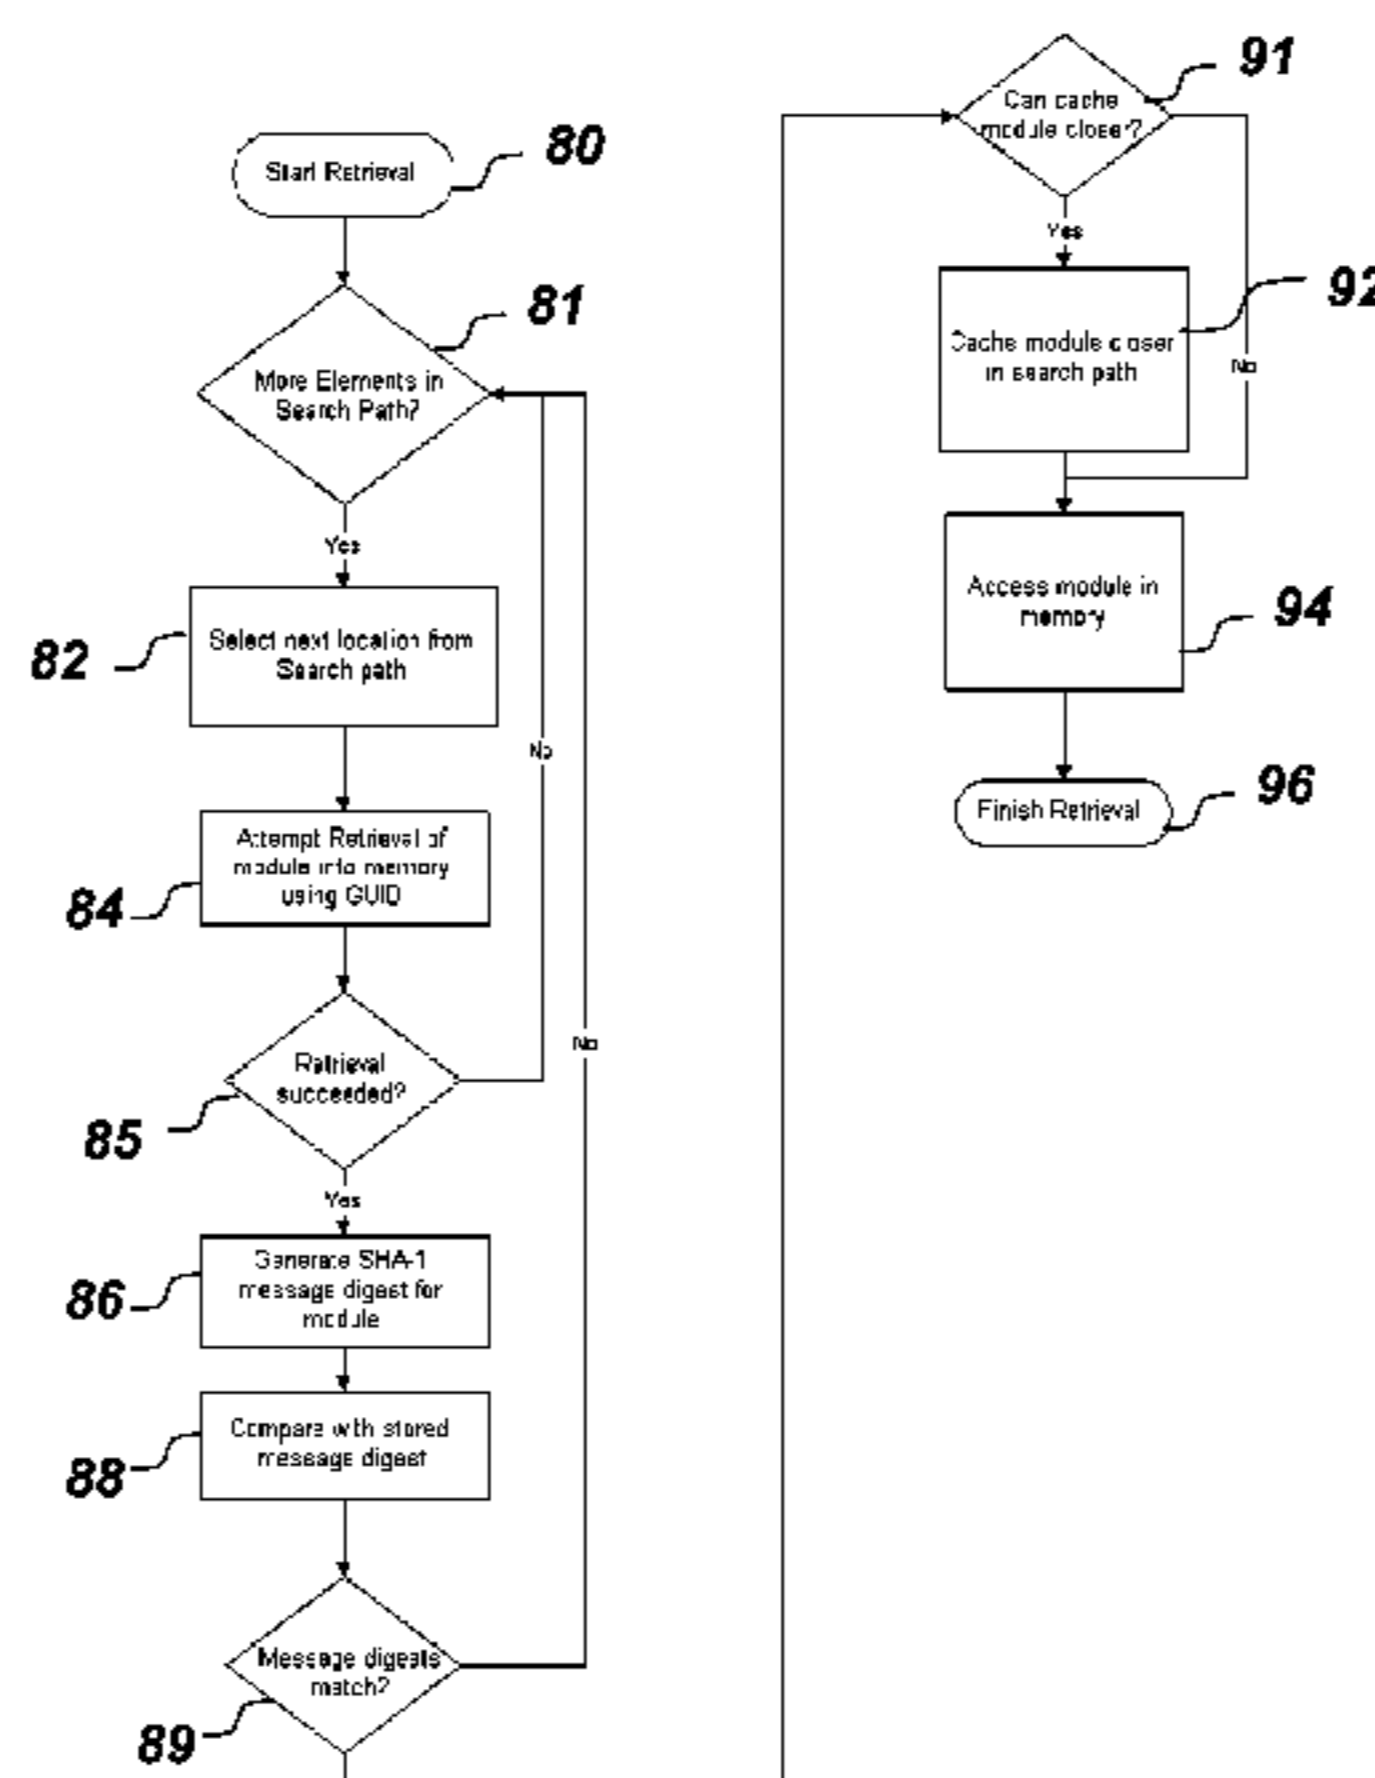 80
Start Retrieval
81
More Elements in
Search Path?
Yes
82
Select next location from
Search path
No
84
Attempt Retrieval of
module into memory
using GUID
No
85
Retrieval
succeeded?
Yes
86
Generate SHA-1
message digest for
module
88
Compare with stored
message digest
89
Message digests
match?
91
Can cache
module closer?
Yes
92
Cache module closer
in search path
No
94
Access module in
memory
96
Finish Retrieval